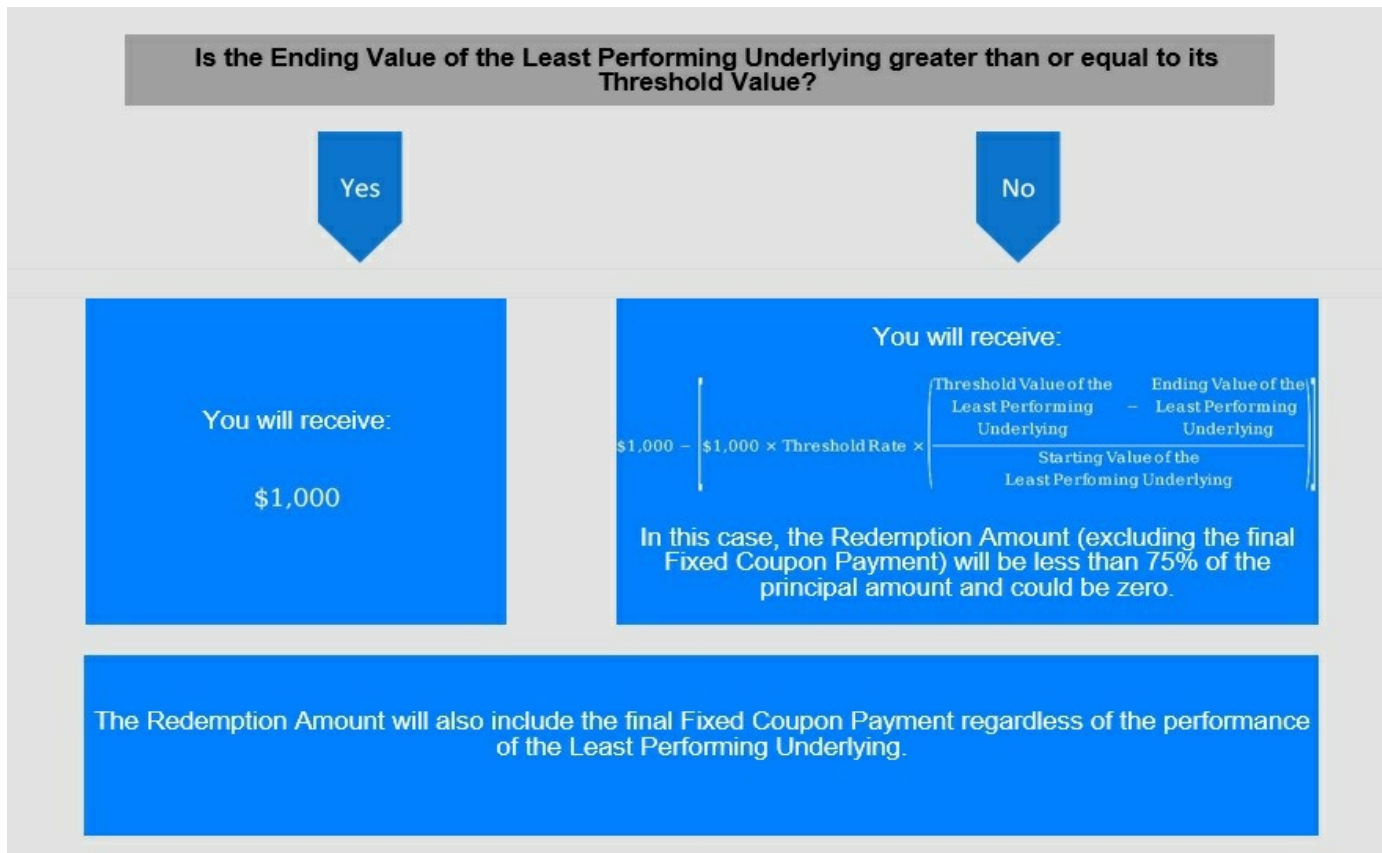 Is the Ending Value of the Least Performing Underlying greater than or equal to its
Threshold Value?
Yes
No
You will receive:
$1,000
You will receive:
$1,000 − [$1,000 × Threshold Rate × (
Threshold Value of the
Least Performing
Underlying
−
Ending Value of the
Least Performing
Underlying
Starting Value of the
Least Perfoming Underlying
)]
In this case, the Redemption Amount (excluding the final
Fixed Coupon Payment) will be less than 75% of the
principal amount and could be zero.
The Redemption Amount will also include the final Fixed Coupon Payment regardless of the performance
of the Least Performing Underlying.